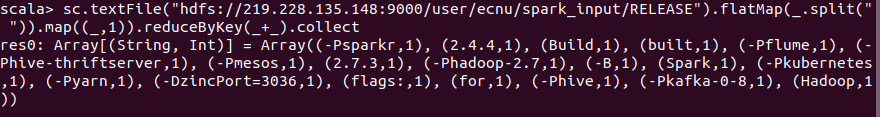 scala> sc.textFile("hdfs://219.228.135.148:9000/user/ecnu/spark_input/RELEASE").flatMap(_.split("
 ")).map((_,1)).reduceByKey(_+_).collect
res0: Array[(String, Int)] = Array((-Psparkr,1), (2.4.4,1), (Build,1), (built,1), (-Pflume,1), (-
Phive-thriftserver,1), (-Pmesos,1), (2.7.3,1), (-Phadoop-2.7,1), (-B,1), (Spark,1), (-Pkubernetes
,1), (-Pyarn,1), (-DzincPort=3036,1), (flags:,1), (for,1), (-Phive,1), (-Pkafka-0-8,1), (Hadoop,1
))